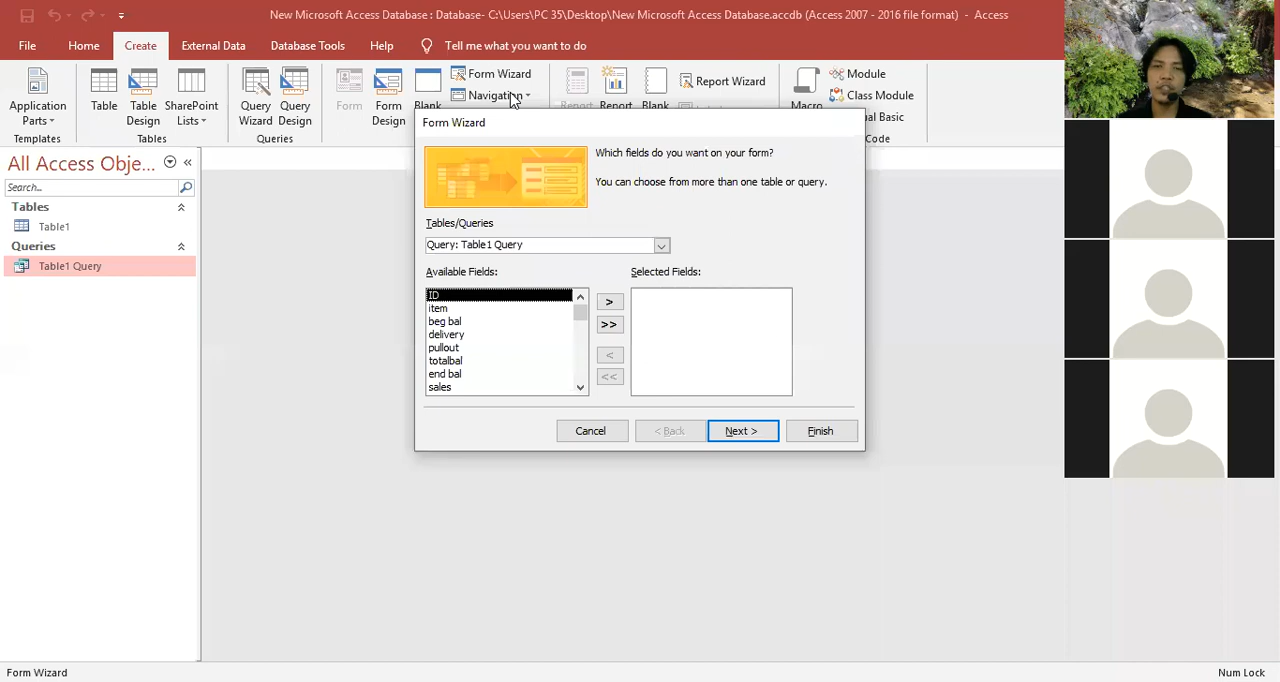 New Microsoft Access Database : Database- C:\Users\PC 35\Desktop\New Microsoft Access Database.accdb (Access 2007 - 2016 file format) - Access
File Home Create External Data Database Tools Help Tell me what you want to do
Application Parts
Templates
Table
Table Design
SharePoint Lists
Tables
Query Wizard
Query Design
Queries
Form
Form Design
Blank
Form Wizard
Navigation
Report
Report
Blank
Report Wizard
Macro
Module
Class Module
al Basic
Code
All Access Obje...
Search...
Tables
Table1
Queries
Table1 Query
Form Wizard
Which fields do you want on your form?
You can choose from more than one table or query.
Tables/Queries
Query: Table1 Query
Available Fields:
Selected Fields:
ID
item
beg bal
delivery
pullout
totalbal
end bal
sales
>
>>
<
<<
Cancel
< Back
Next >
Finish
Form Wizard
Num Lock